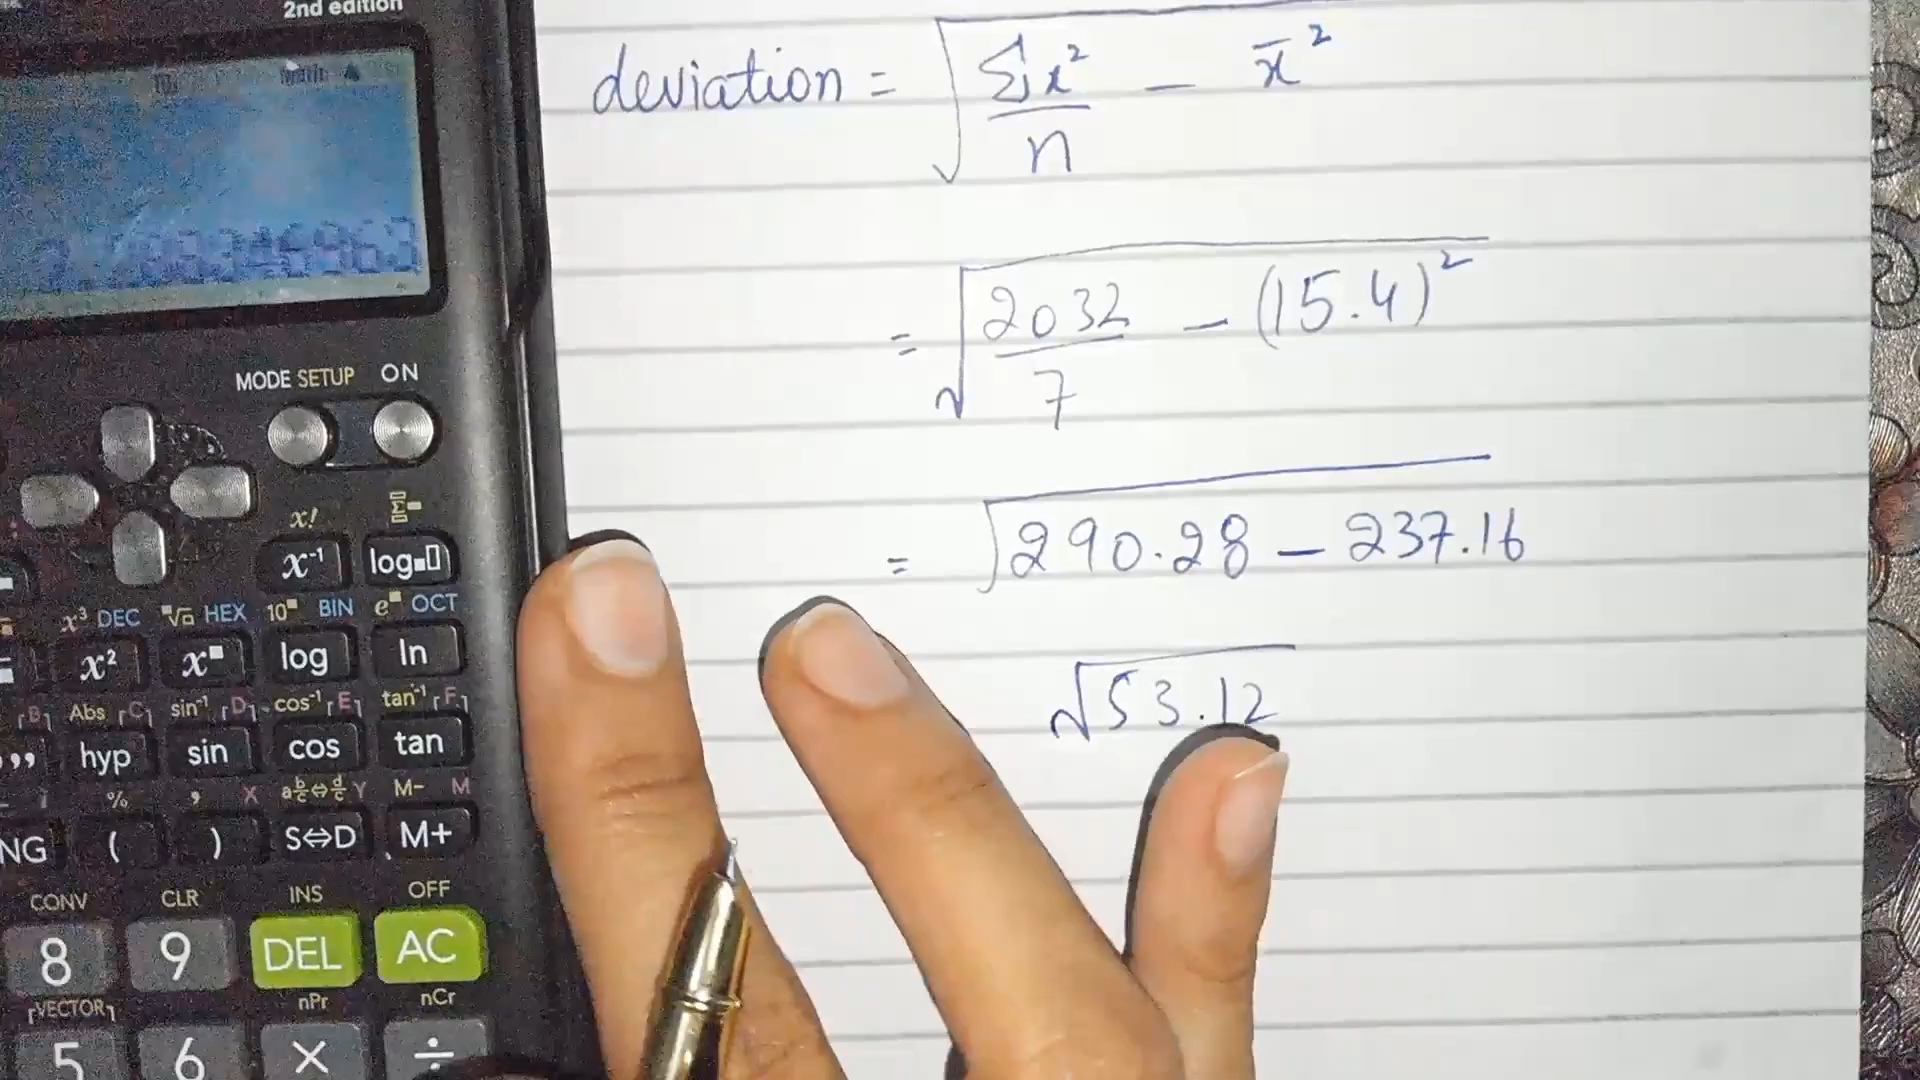 2nd edition
Math ▲
deviation = √(Σx²/n − x̄²)
= √(2032/7 − (15.4)²)
= √290.28 − 237.16
√53.12
MODE SETUP ON
x!
x⁻¹ log
x³ DEC √ HEX 10 BIN e OCT
x² x log ln
B Abs C sin⁻¹ D cos⁻¹ E tan⁻¹ F
hyp sin cos tan
% , X a b/c⇔d/c Y M- M
NG ( ) S⇔D M+
CONV CLR INS OFF
8 9 DEL AC
VECTOR nPr nCr
5 6 × ÷